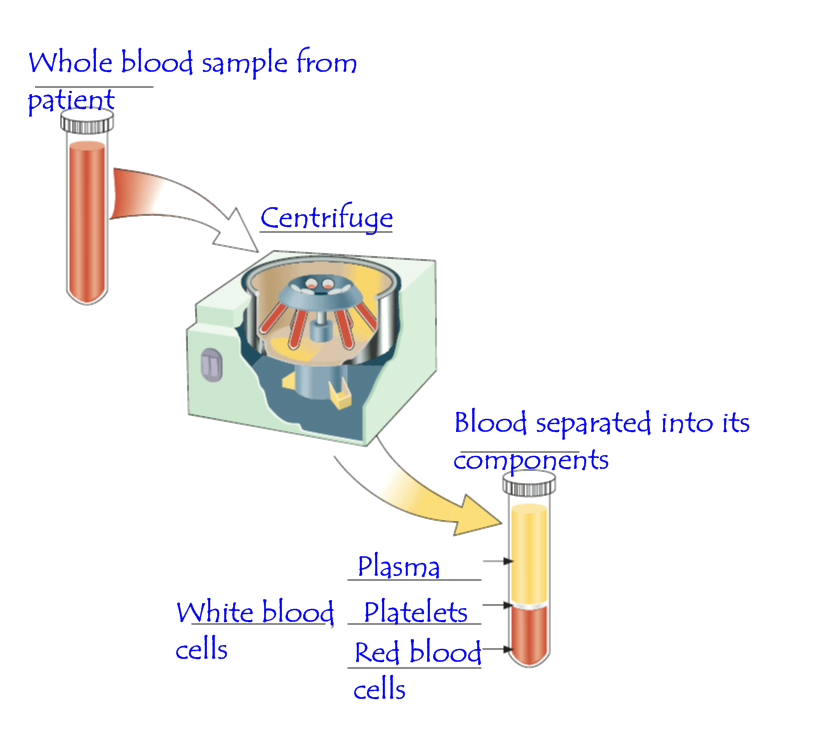 Whole blood sample from
patient
Centrifuge
Blood separated into its
components
Plasma
White blood
cells
Platelets
Red blood
cells